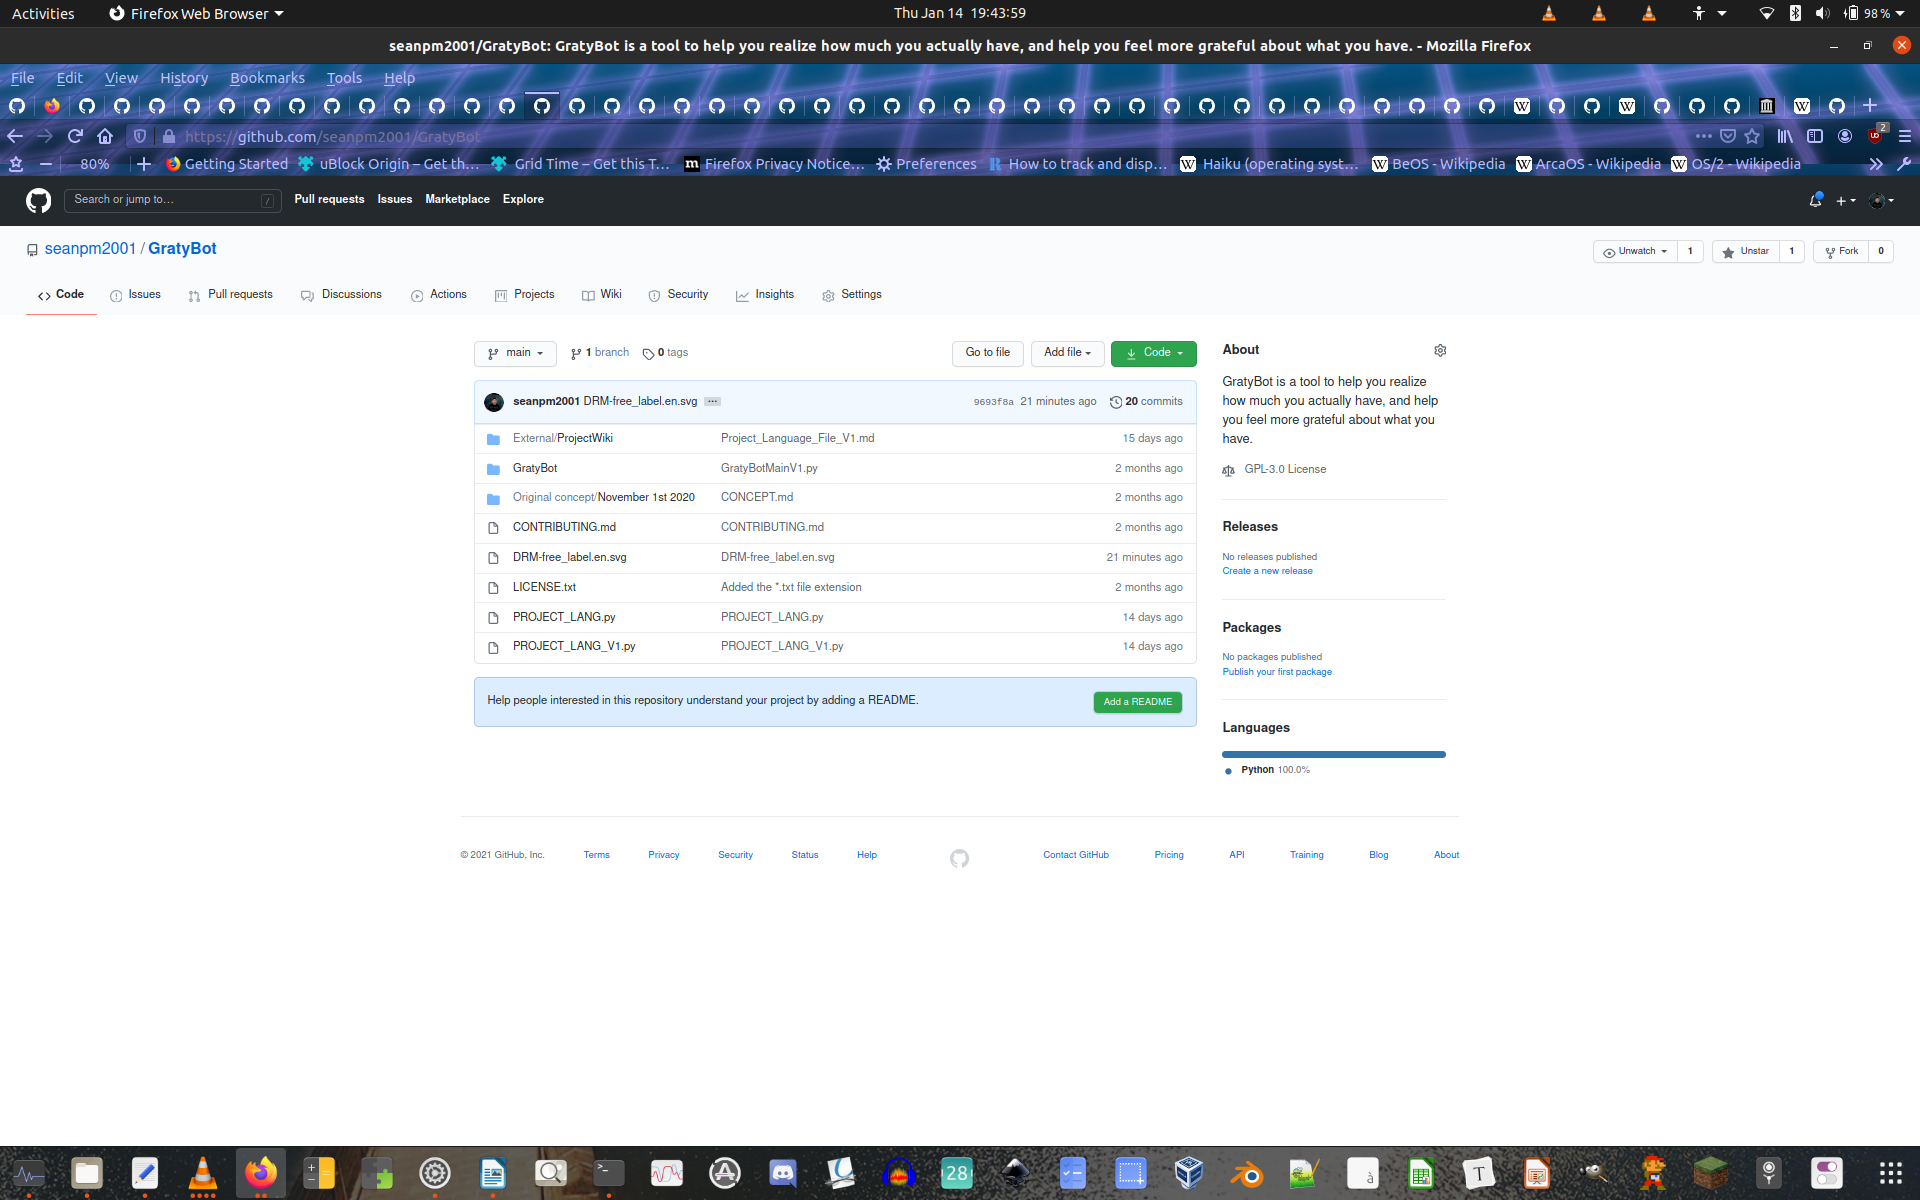 Activities
Firefox Web Browser
Thu Jan 14 19:43:59
98 %
seanpm2001/GratyBot: GratyBot is a tool to help you realize how much you actually have, and help you feel more grateful about what you have. - Mozilla Firefox
File Edit View History Bookmarks Tools Help
https://github.com/seanpm2001/GratyBot
2
80%
Getting Started
uBlock Origin – Get th…
Grid Time – Get this T…
Firefox Privacy Notice…
Preferences
How to track and disp…
Haiku (operating syst…
BeOS - Wikipedia
ArcaOS - Wikipedia
OS/2 - Wikipedia
Search or jump to…
/
Pull requests
Issues
Marketplace
Explore
seanpm2001 / GratyBot
Unwatch 1
Unstar 1
Fork 0
Code
Issues
Pull requests
Discussions
Actions
Projects
Wiki
Security
Insights
Settings
main
1 branch
0 tags
Go to file
Add file
Code
seanpm2001 DRM-free_label.en.svg
9693f8a 21 minutes ago
20 commits
External/ProjectWiki Project_Language_File_V1.md 15 days ago
GratyBot GratyBotMainV1.py 2 months ago
Original concept/November 1st 2020 CONCEPT.md 2 months ago
CONTRIBUTING.md CONTRIBUTING.md 2 months ago
DRM-free_label.en.svg DRM-free_label.en.svg 21 minutes ago
LICENSE.txt Added the *.txt file extension 2 months ago
PROJECT_LANG.py PROJECT_LANG.py 14 days ago
PROJECT_LANG_V1.py PROJECT_LANG_V1.py 14 days ago
Help people interested in this repository understand your project by adding a README.
Add a README
About
GratyBot is a tool to help you realize
how much you actually have, and help
you feel more grateful about what you
have.
GPL-3.0 License
Releases
No releases published
Create a new release
Packages
No packages published
Publish your first package
Languages
Python 100.0%
© 2021 GitHub, Inc.
Terms
Privacy
Security
Status
Help
Contact GitHub
Pricing
API
Training
Blog
About
28